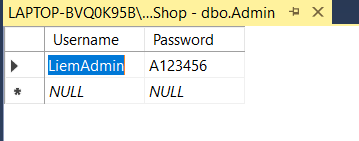 LAPTOP-BVQ0K95B\...Shop - dbo.Admin
Username Password
LiemAdmin A123456
NULL NULL